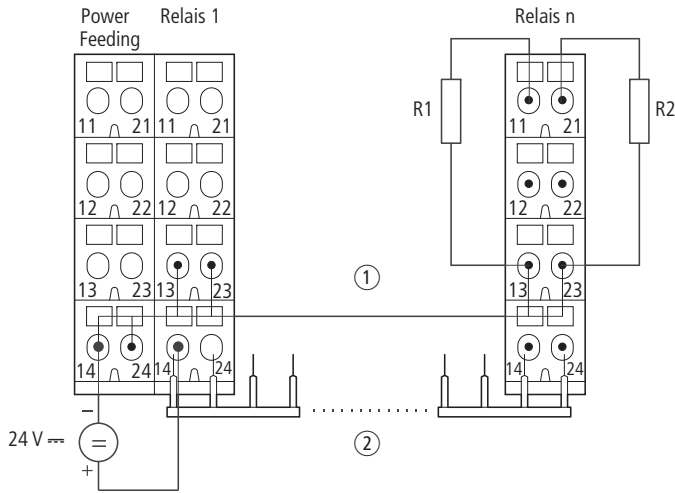 Power Feeding
Relais 1
Relais n
11 21 11 21
11 21
R1
R2
12 22 12 22
12 22
13 23 13 23
13 23
①
14 24 14 24
14 24
−
24 V ⎓
=
+
②